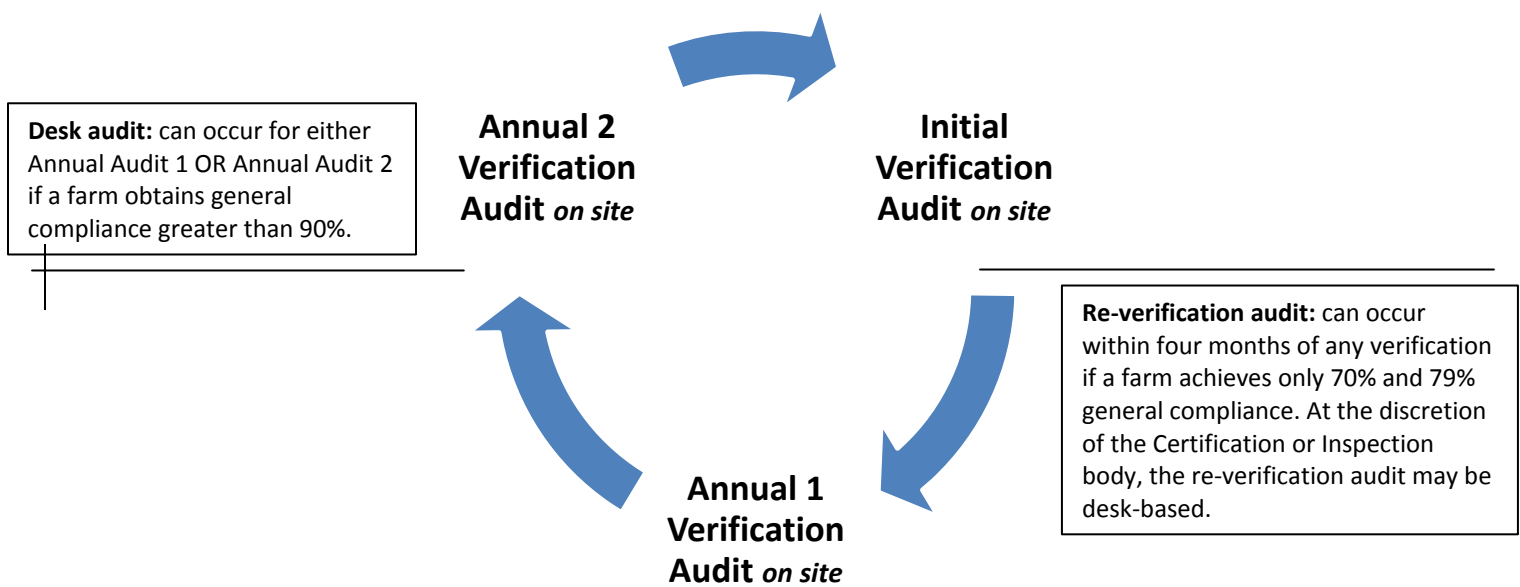 Desk audit: can occur for either
Annual Audit 1 OR Annual Audit 2
if a farm obtains general
compliance greater than 90%.
Annual 2
Verification
Audit on site
Initial
Verification
Audit on site
Re-verification audit: can occur
within four months of any verification
if a farm achieves only 70% and 79%
general compliance. At the discretion
of the Certification or Inspection
body, the re-verification audit may be
desk-based.
Annual 1
Verification
Audit on site